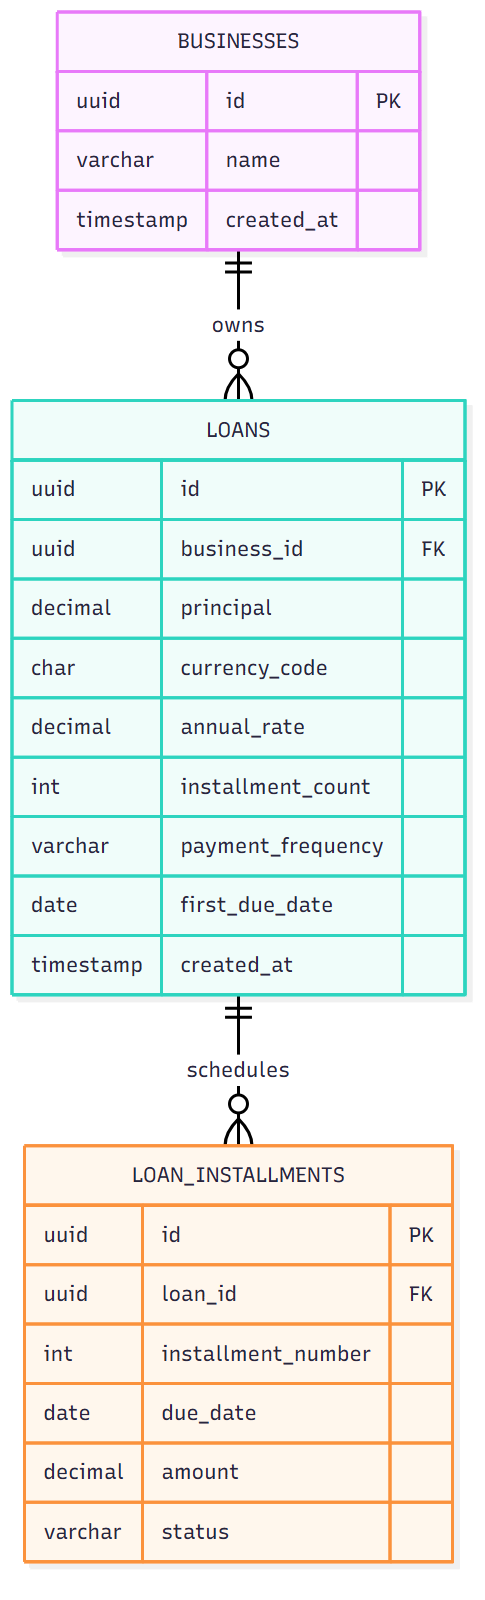 BUSINESSES
uuid id PK
varchar name
timestamp created_at
owns
LOANS
uuid id PK
uuid business_id FK
decimal principal
char currency_code
decimal annual_rate
int installment_count
varchar payment_frequency
date first_due_date
timestamp created_at
schedules
LOAN_INSTALLMENTS
uuid id PK
uuid loan_id FK
int installment_number
date due_date
decimal amount
varchar status